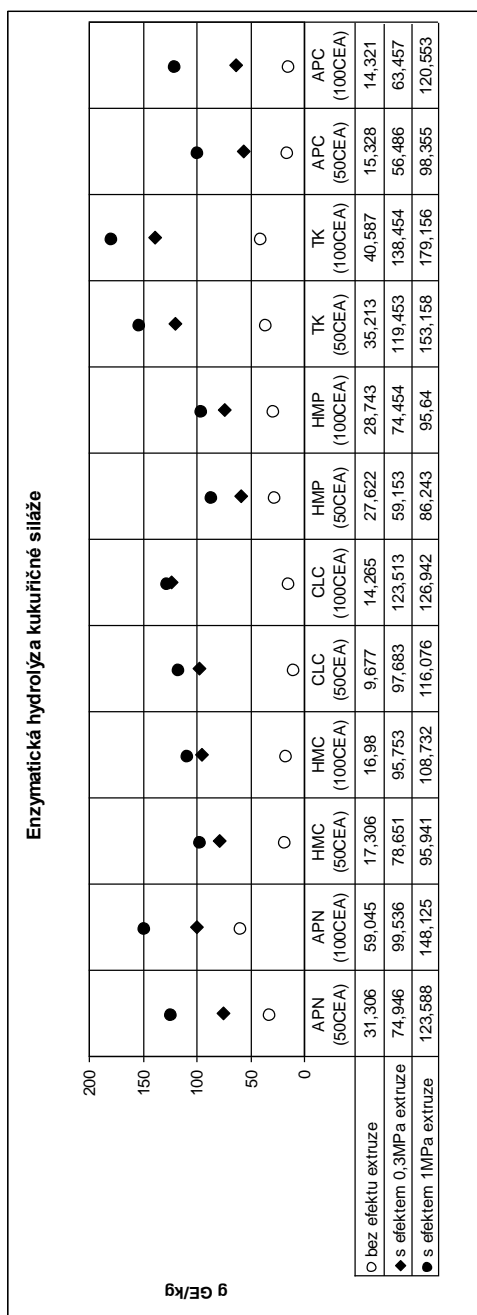 Enzymatická hydrolýza kukuřičné siláže
g GE/kg
200
150
100
50
0
APN (50CEA) APN (100CEA) HMC (50CEA) HMC (100CEA) CLC (50CEA) CLC (100CEA) HMP (50CEA) HMP (100CEA) TK (50CEA) TK (100CEA) APC (50CEA) APC (100CEA)
bez efektu extruze 31,306 59,045 17,306 16,98 9,677 14,265 27,622 28,743 35,213 40,587 15,328 14,321
s efektem 0,3MPa extruze 74,946 99,536 78,651 95,753 97,683 123,513 59,153 74,454 119,453 138,454 56,486 63,457
s efektem 1MPa extruze 123,588 148,125 95,941 108,732 116,076 126,942 86,243 95,64 153,158 179,156 98,355 120,553